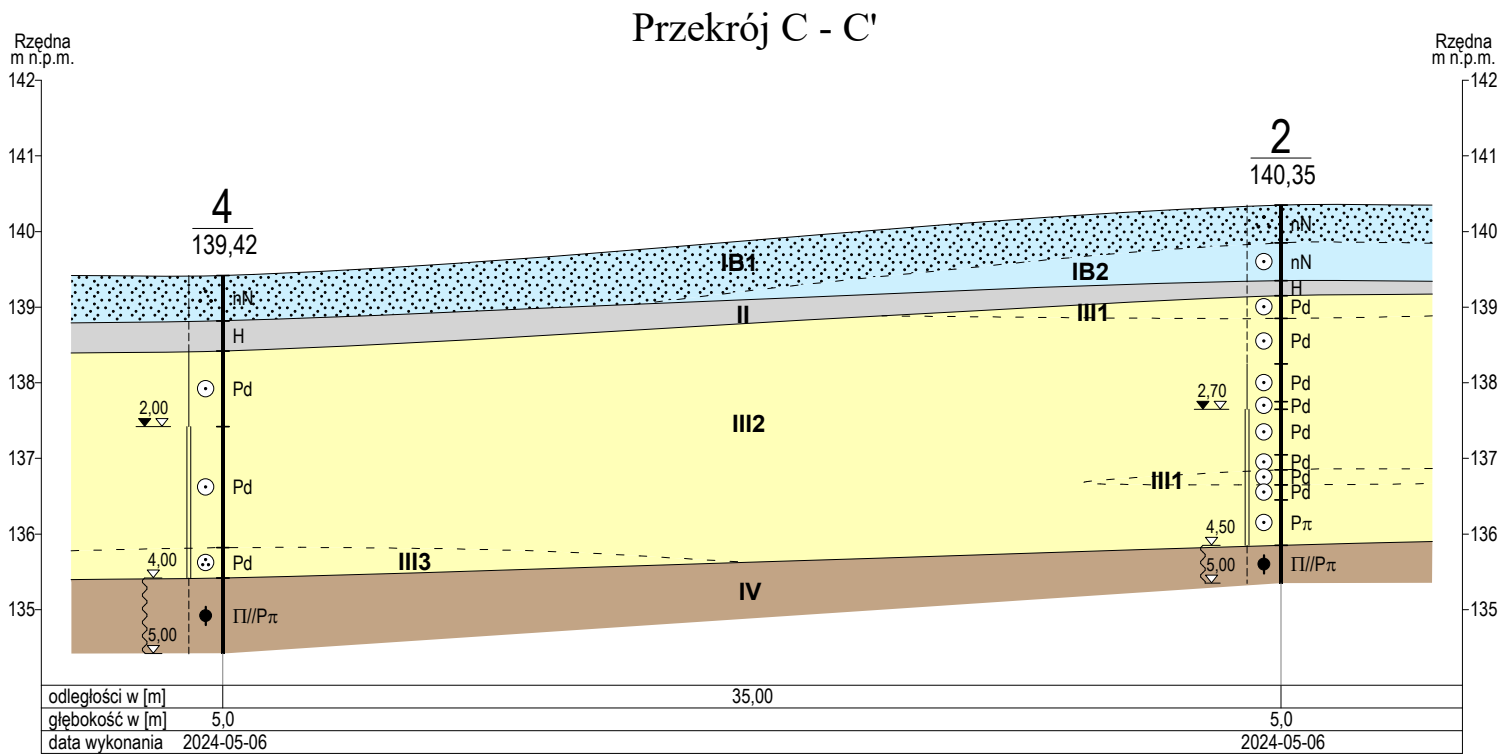 Przekrój C - C'
Rzędna
m n.p.m.
Rzędna
m n.p.m.
142
142
141
141
140
140
139
139
138
138
137
137
136
136
135
135
4
139,42
2
140,35
nN
H
Pd
2,00
Pd
Pd
4,00
Π//Pπ
5,00
IB1
IB2
II
III1
III2
III1
III3
IV
nN
nN
H
Pd
Pd
Pd
2,70
Pd
Pd
Pd
Pd
Pd
Pπ
4,50
Π//Pπ
5,00
odległości w [m] 35,00
głębokość w [m] 5,0 5,0
data wykonania 2024-05-06 2024-05-06